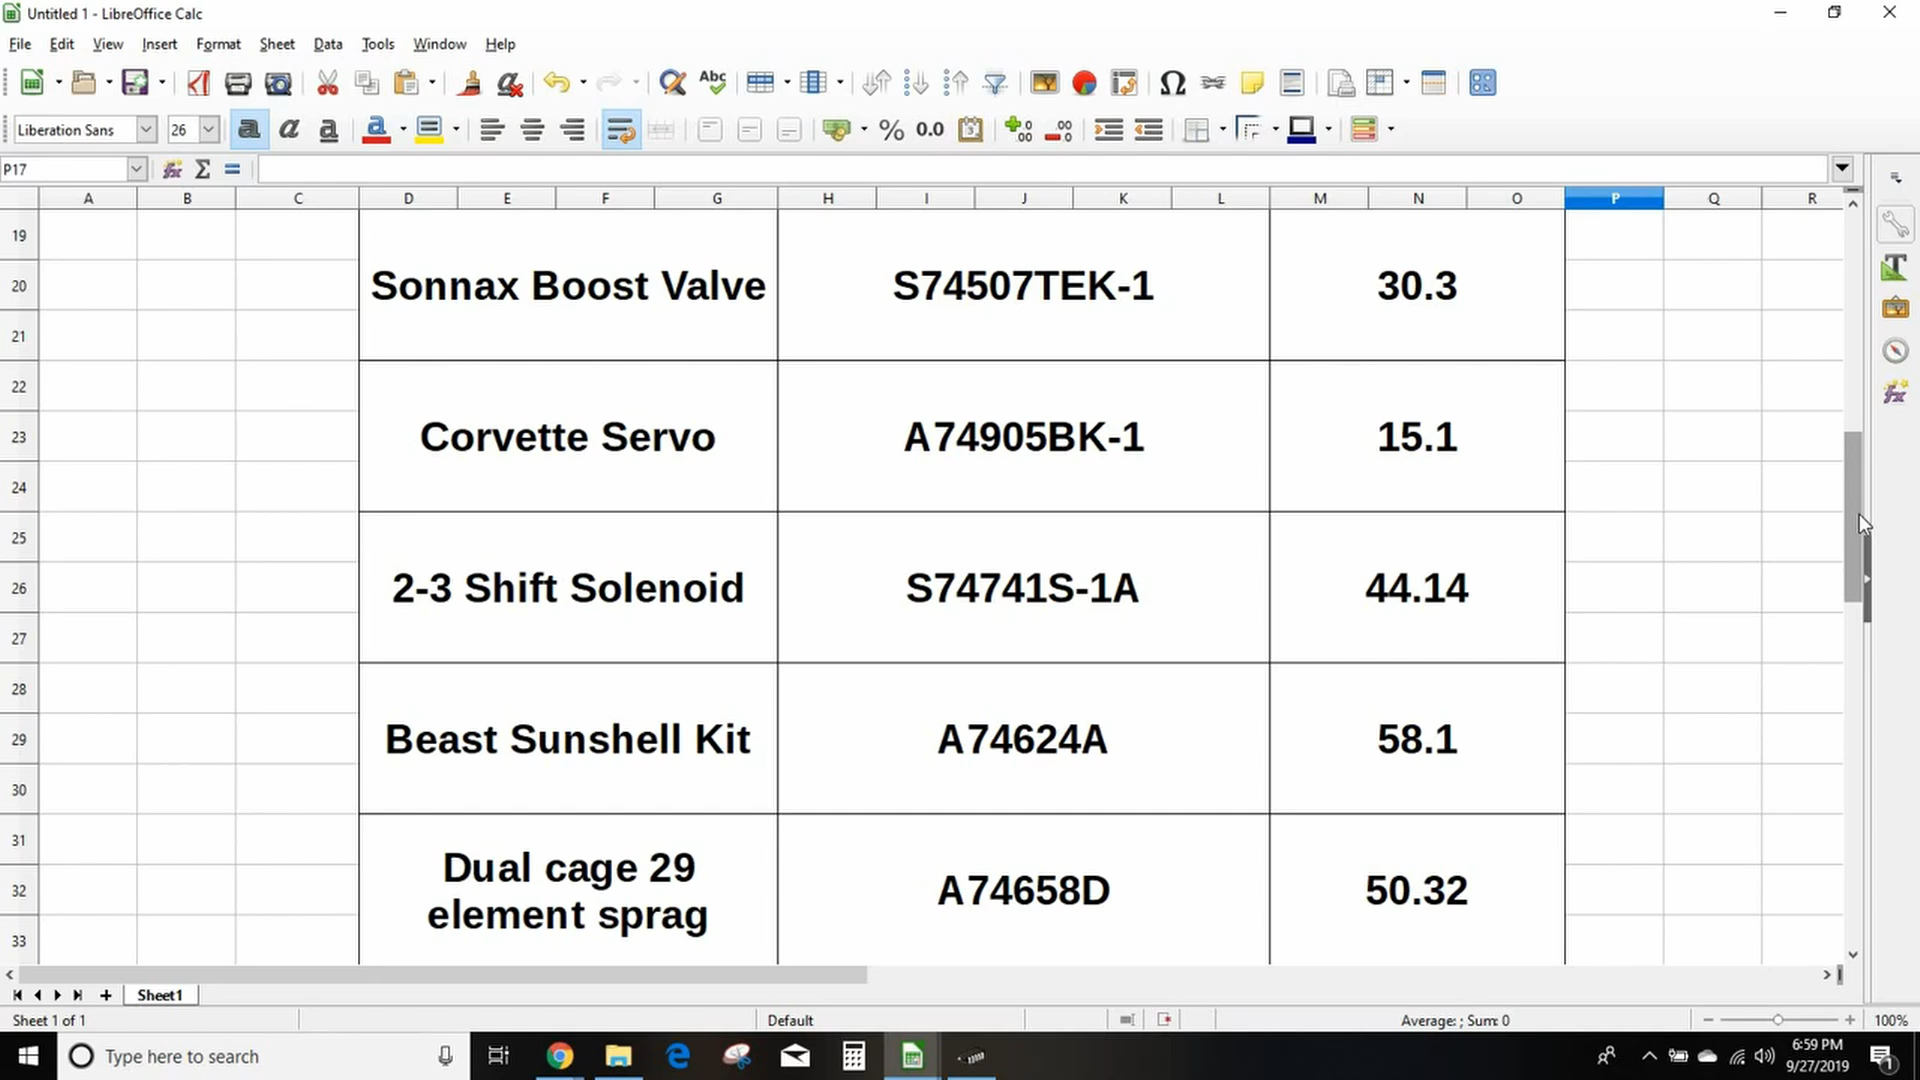 Untitled 1 - LibreOffice Calc
File Edit View Insert Format Sheet Data Tools Window Help
Abc
Liberation Sans 26 a a a a % 0.0
P17
A B C D E F G H I J K L M N O P Q R
19
20 Sonnax Boost Valve S74507TEK-1 30.3
21
22
23 Corvette Servo A74905BK-1 15.1
24
25
26 2-3 Shift Solenoid S74741S-1A 44.14
27
28
29 Beast Sunshell Kit A74624A 58.1
30
31 Dual cage 29
32 element sprag A74658D 50.32
33
Sheet1
Sheet 1 of 1 Default Average: ; Sum: 0 100%
Type here to search
6:59 PM
9/27/2019
1